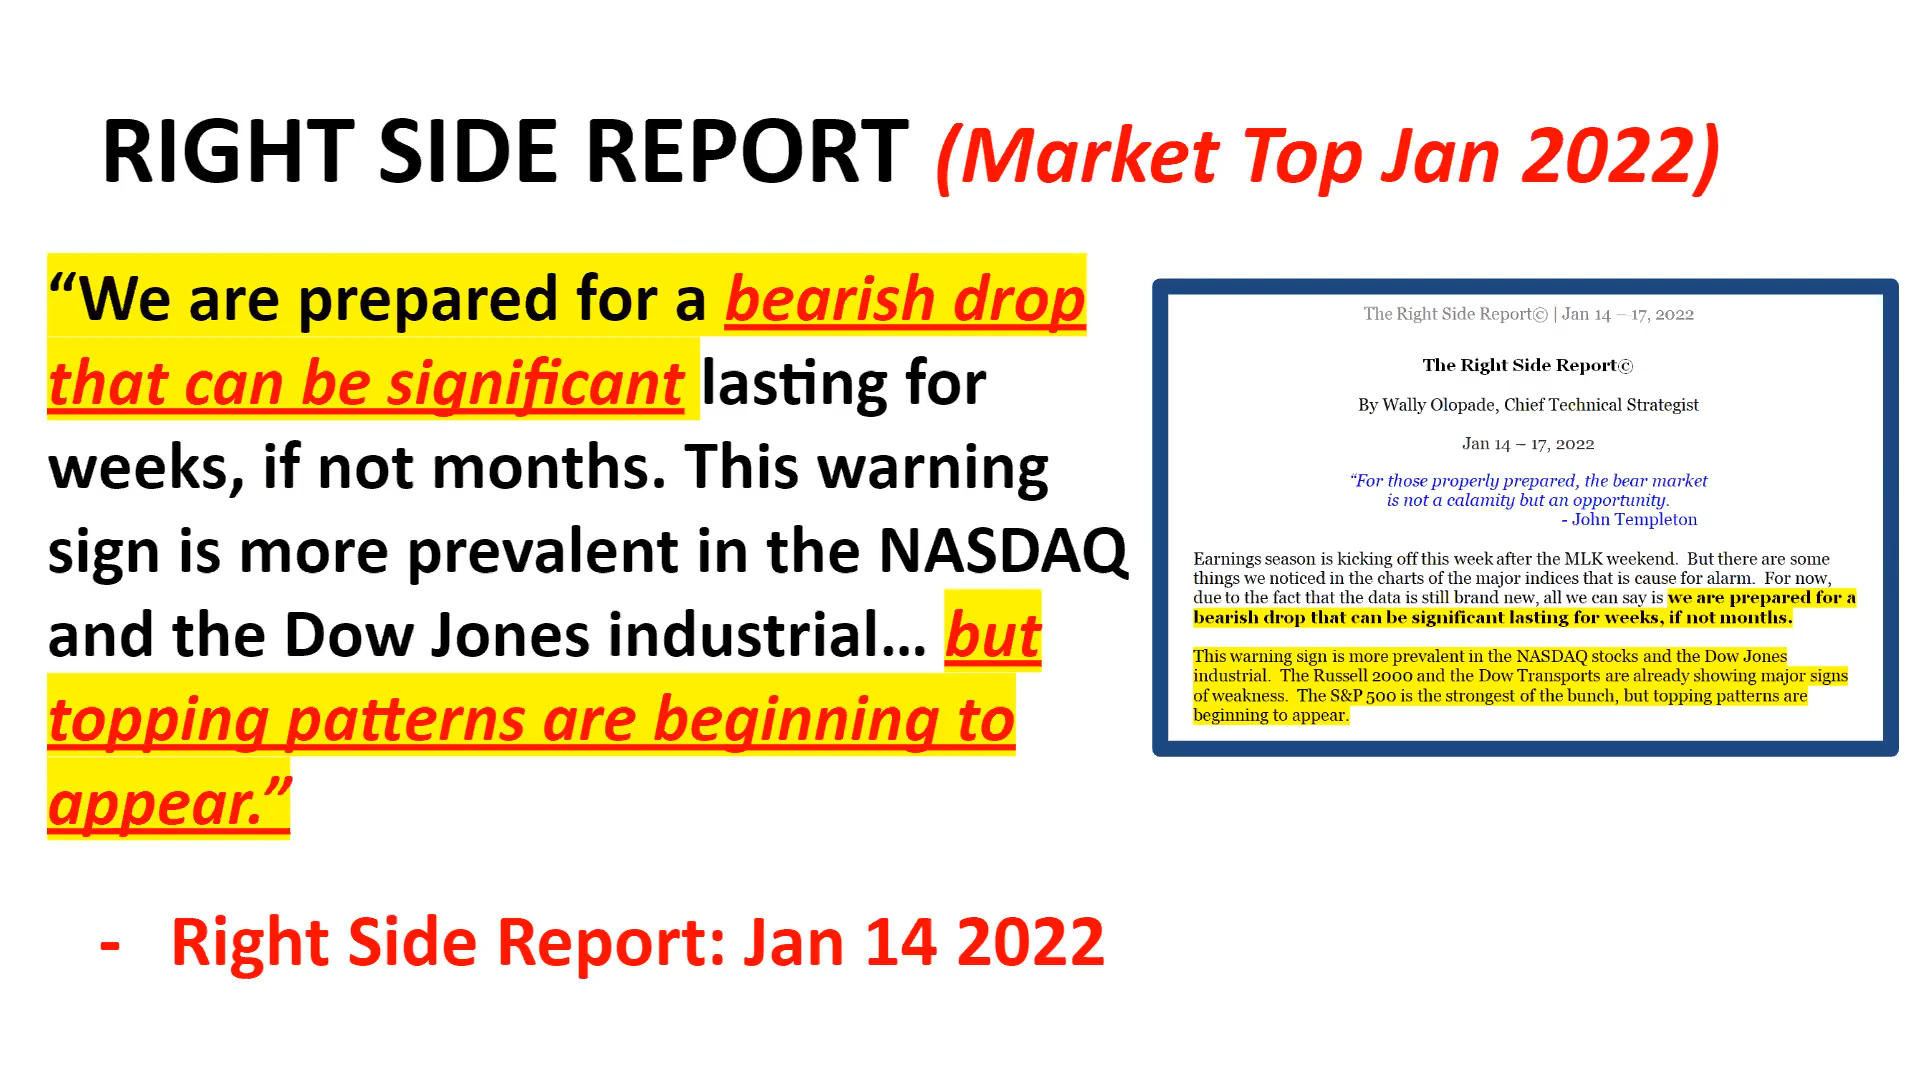 RIGHT SIDE REPORT (Market Top Jan 2022)
“We are prepared for a bearish drop
that can be significant lasting for
weeks, if not months. This warning
sign is more prevalent in the NASDAQ
and the Dow Jones industrial... but
topping patterns are beginning to
appear.”
- Right Side Report: Jan 14 2022
The Right Side Report© | Jan 14 – 17, 2022
The Right Side Report©
By Wally Olopade, Chief Technical Strategist
Jan 14 – 17, 2022
“For those properly prepared, the bear market
is not a calamity but an opportunity.
- John Templeton
Earnings season is kicking off this week after the MLK weekend. But there are some
things we noticed in the charts of the major indices that is cause for alarm. For now,
due to the fact that the data is still brand new, all we can say is we are prepared for a
bearish drop that can be significant lasting for weeks, if not months.
This warning sign is more prevalent in the NASDAQ stocks and the Dow Jones
industrial. The Russell 2000 and the Dow Transports are already showing major signs
of weakness. The S&P 500 is the strongest of the bunch, but topping patterns are
beginning to appear.